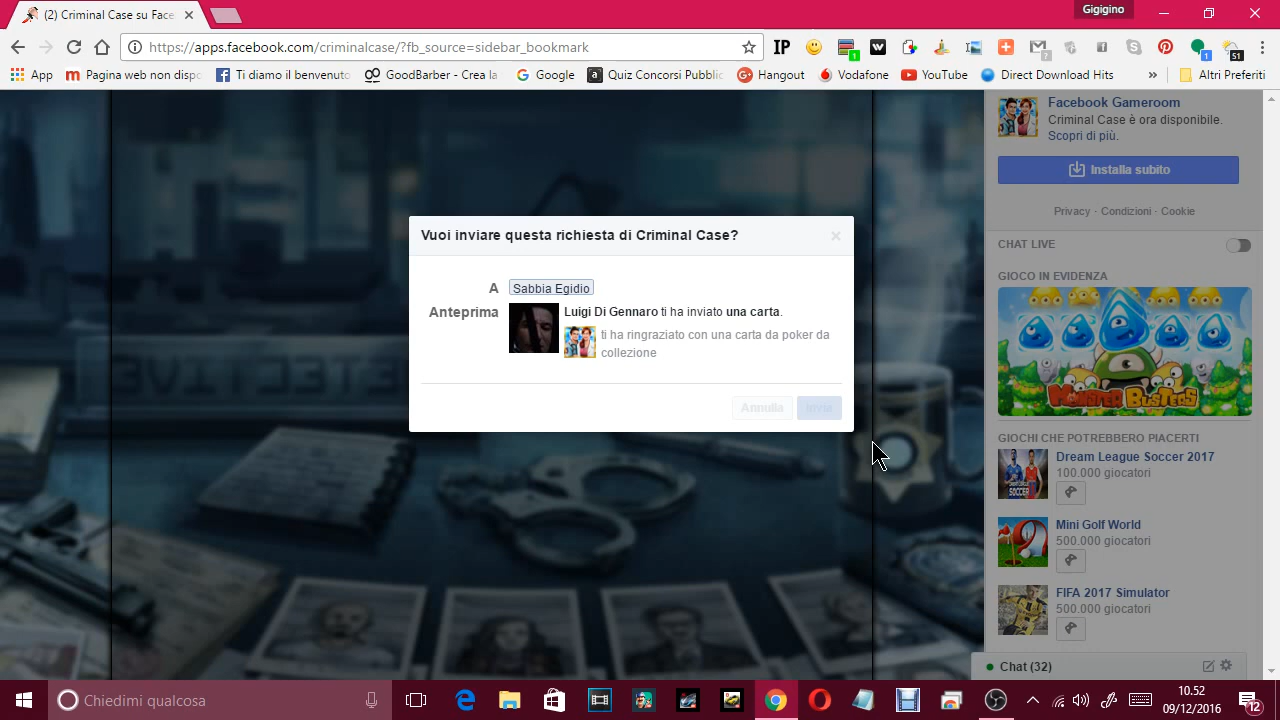 (2) Criminal Case su Face
Gigigino
https://apps.facebook.com/criminalcase/?fb_source=sidebar_bookmark
IP
W
1
?
1
51
App
Pagina web non dispo
Ti diamo il benvenuto
GoodBarber - Crea la
Google
Quiz Concorsi Pubblic
Hangout
Vodafone
YouTube
Direct Download Hits
»
Altri Preferiti
Facebook Gameroom
Criminal Case è ora disponibile.
Scopri di più.
Installa subito
Privacy · Condizioni · Cookie
CHAT LIVE
GIOCO IN EVIDENZA
MONSTER BUSTERS
GIOCHI CHE POTREBBERO PIACERTI
Dream League Soccer 2017
100.000 giocatori
Mini Golf World
500.000 giocatori
FIFA 2017 Simulator
500.000 giocatori
Chat (32)
Vuoi inviare questa richiesta di Criminal Case?
A
Sabbia Egidio
Anteprima
Luigi Di Gennaro ti ha inviato una carta.
ti ha ringraziato con una carta da poker da
collezione
Annulla
Invia
Chiedimi qualcosa
10.52
09/12/2016
12